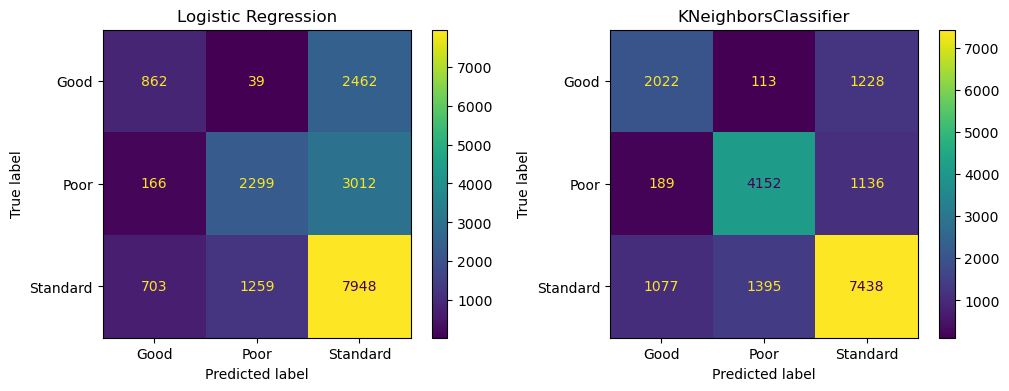 Logistic Regression
Good
862 39 2462
Poor
166 2299 3012
Standard
703 1259 7948
Good Poor Standard
Predicted label
True label
7000
6000
5000
4000
3000
2000
1000
KNeighborsClassifier
Good
2022 113 1228
Poor
189 4152 1136
Standard
1077 1395 7438
Good Poor Standard
Predicted label
True label
7000
6000
5000
4000
3000
2000
1000